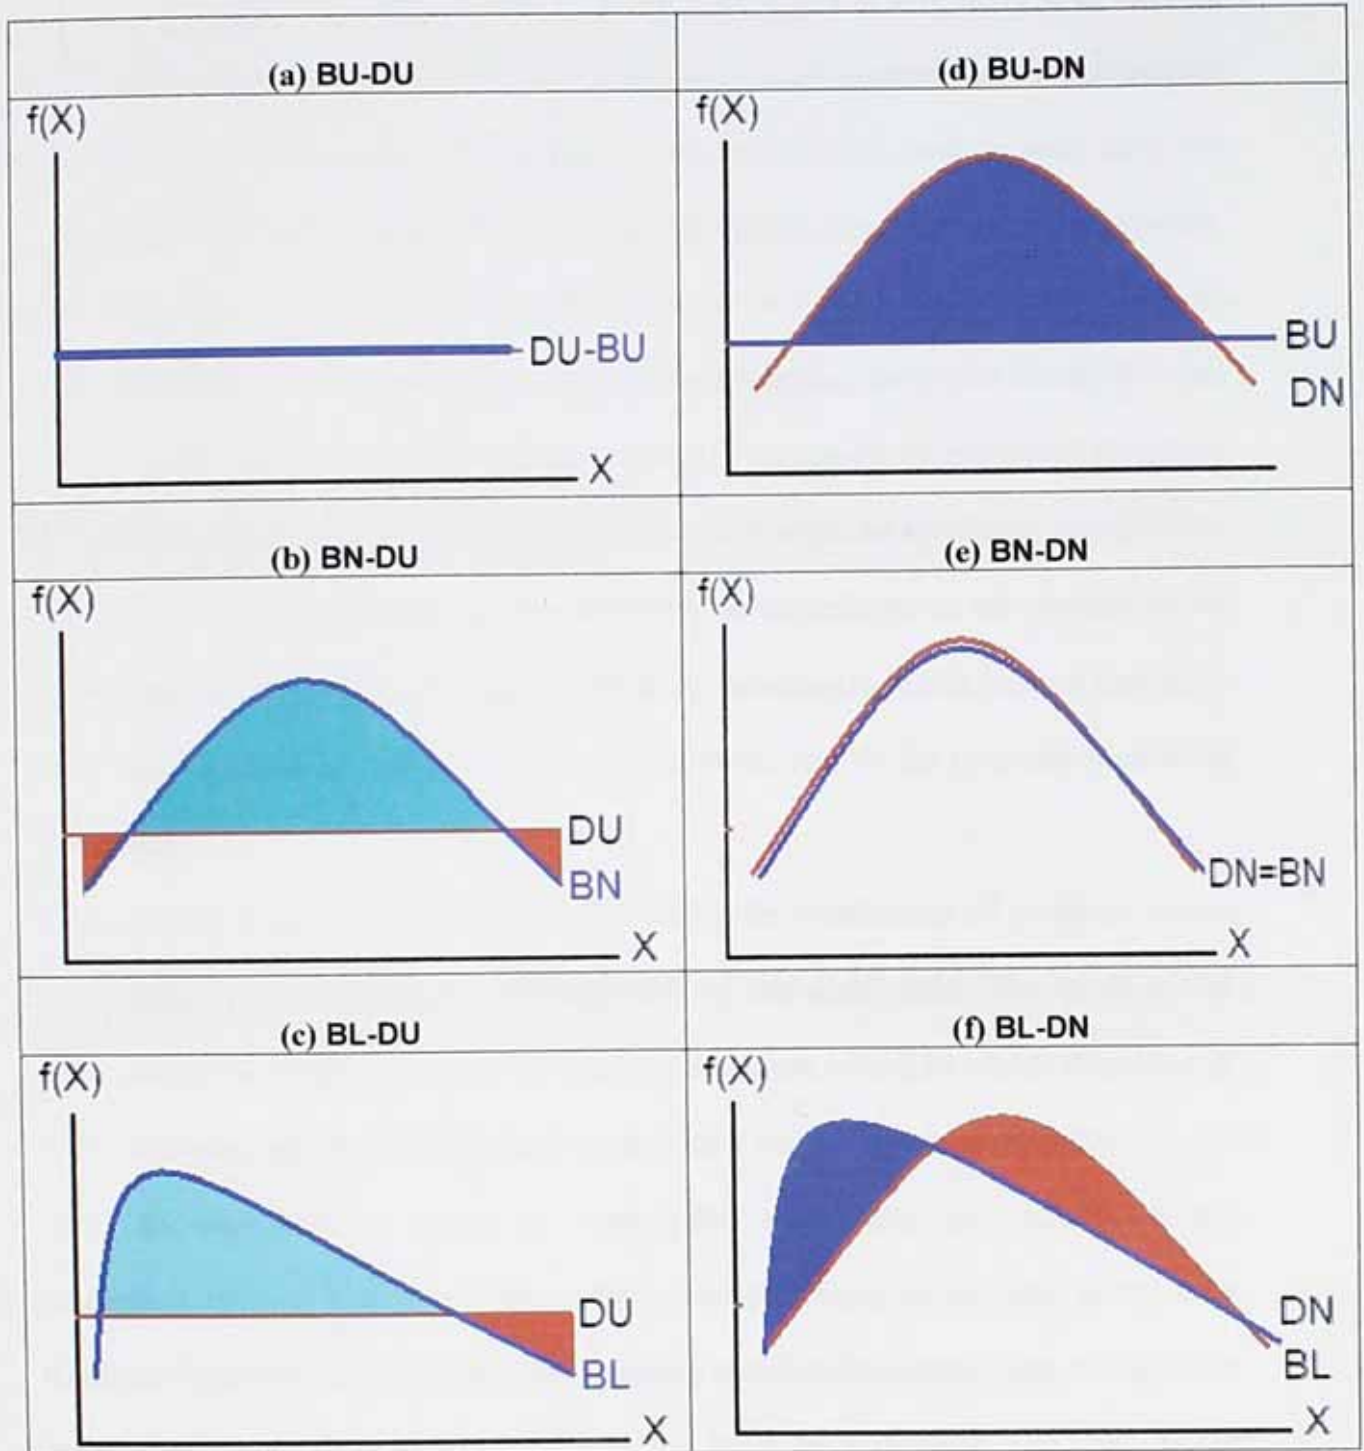 (a) BU-DU
(d) BU-DN
f(X)
DU-BU
X
f(X)
BU
DN
(b) BN-DU
(e) BN-DN
f(X)
DU
BN
X
f(X)
DN=BN
X
(c) BL-DU
(f) BL-DN
f(X)
DU
BL
X
f(X)
DN
BL
X